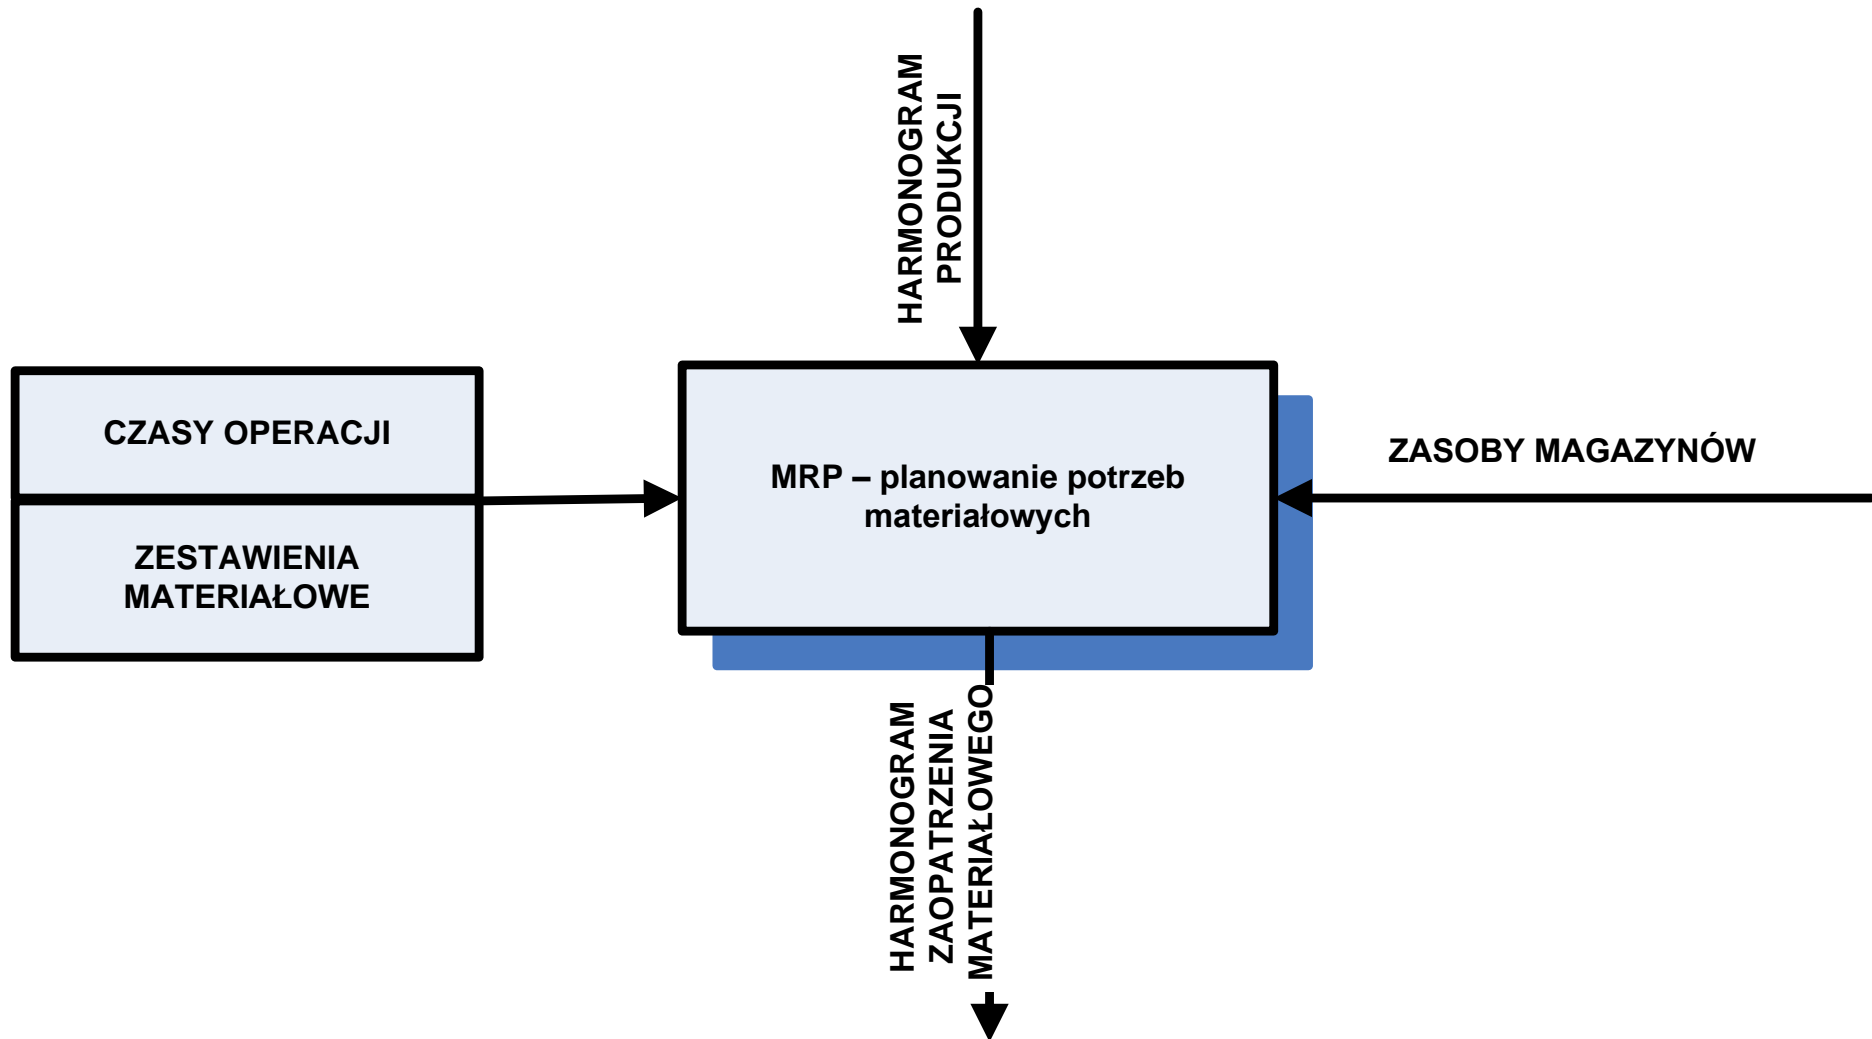 HARMONOGRAM
PRODUKCJI
CZASY OPERACJI
ZESTAWIENIA
MATERIAŁOWE
MRP – planowanie potrzeb
materiałowych
ZASOBY MAGAZYNÓW
HARMONOGRAM
ZAOPATRZENIA
MATERIAŁOWEGO